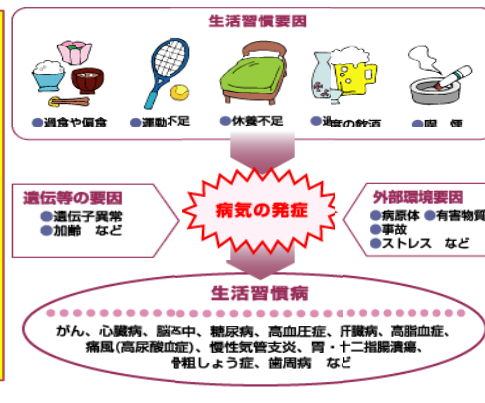 生活習慣要因
●過食や偏食 ●運動不足 ●休養不足 ●過度の飲酒 ●喫 煙
遺伝等の要因
●遺伝子異常
●加齢 など
病気の発症
外部環境要因
●病原体 ●有害物質
●事故
●ストレス など
生活習慣病
がん、心臓病、脳卒中、糖尿病、高血圧症、肝臓病、高脂血症、
痛風(高尿酸血症)、慢性気管支炎、胃・十二指腸潰瘍、
骨粗しょう症、歯周病 など